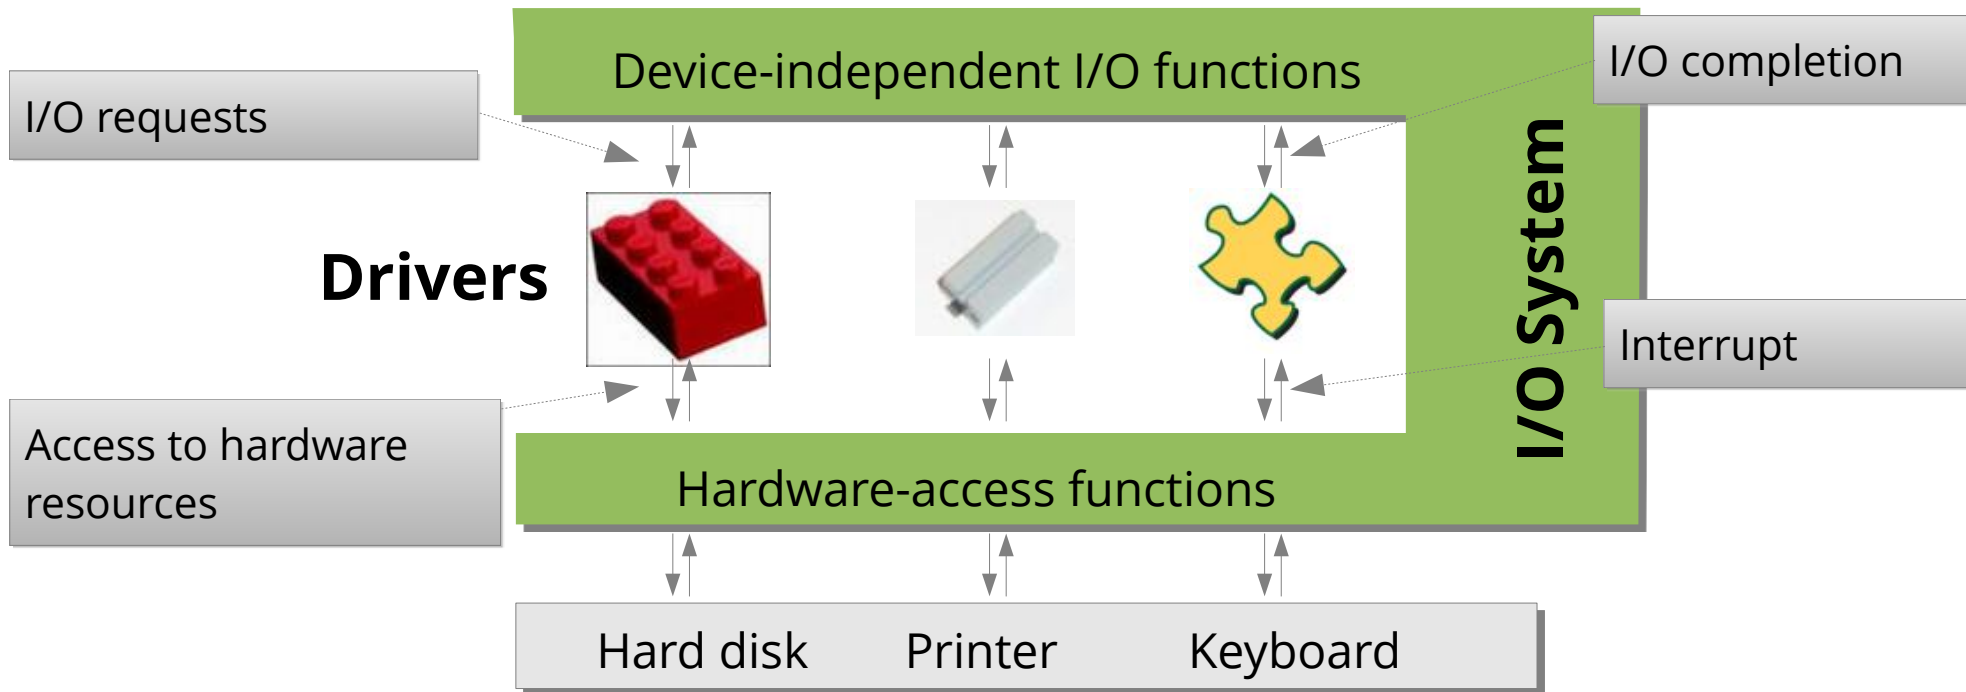 Device-independent I/O functions
I/O completion
I/O requests
I/O System
Drivers
Interrupt
Access to hardware
resources
Hardware-access functions
Hard disk
Printer
Keyboard